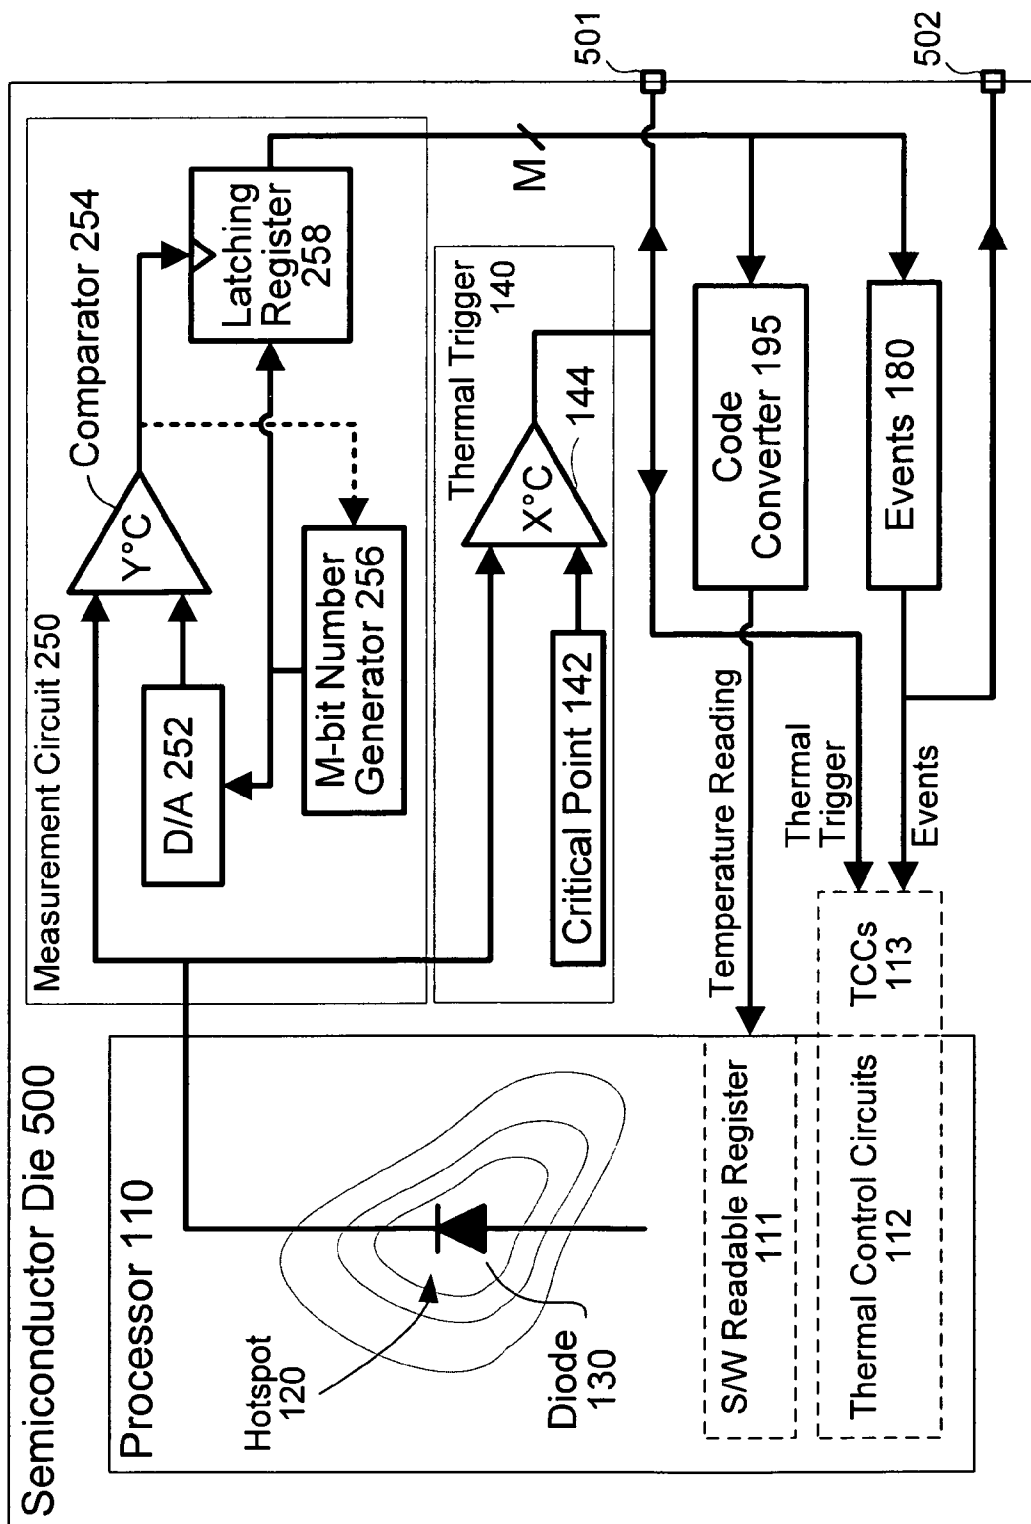 Semiconductor Die 500
Processor 110
Hotspot
120
Diode
130
S/W Readable Register
111
Thermal Control Circuits
112
TCCs
113
Measurement Circuit 250
D/A 252
Y°C
Comparator 254
M-bit Number
Generator 256
Latching
Register
258
Thermal Trigger
140
Critical Point 142
X°C
144
M
Code
Converter 195
Events 180
Temperature Reading
Thermal
Trigger
Events
501
502